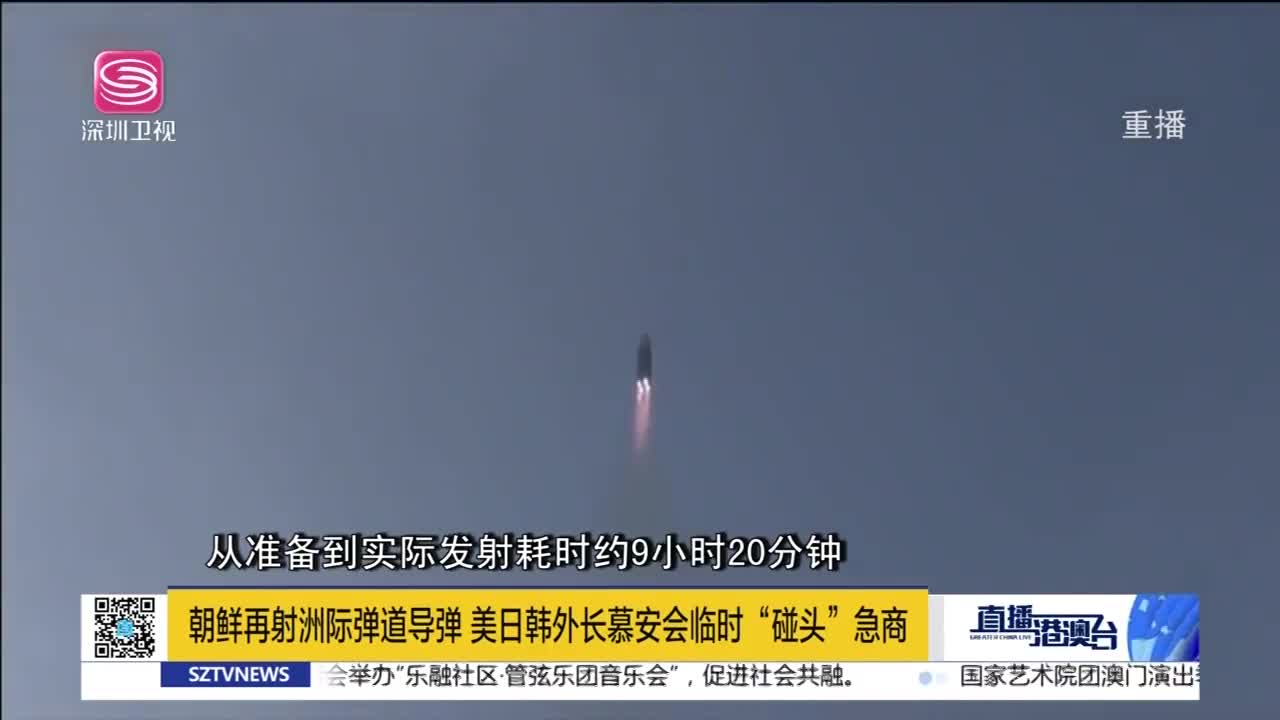 深圳卫视
重播
从准备到实际发射耗时约9小时20分钟
朝鲜再射洲际弹道导弹 美日韩外长慕安会临时“碰头”急商
直播港澳台
GREATER CHINA LIVE
SZTVNEWS
会举办“乐融社区·管弦乐团音乐会”，促进社会共融。
国家艺术院团澳门演出